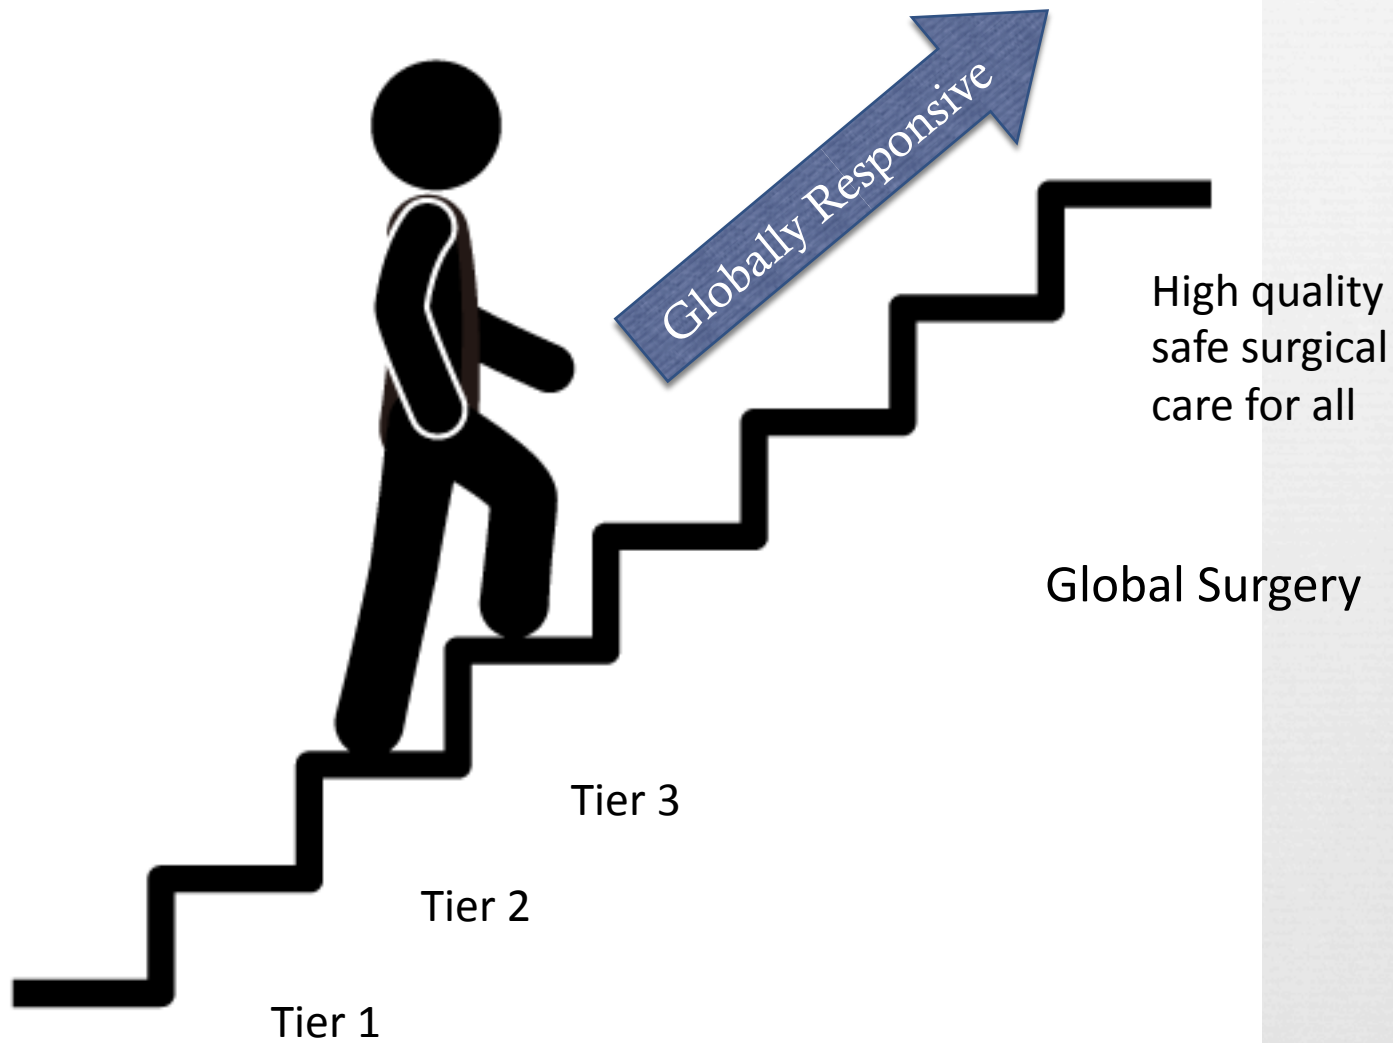 Globally Responsive
High quality
safe surgical
care for all
Global Surgery
Tier 3
Tier 2
Tier 1